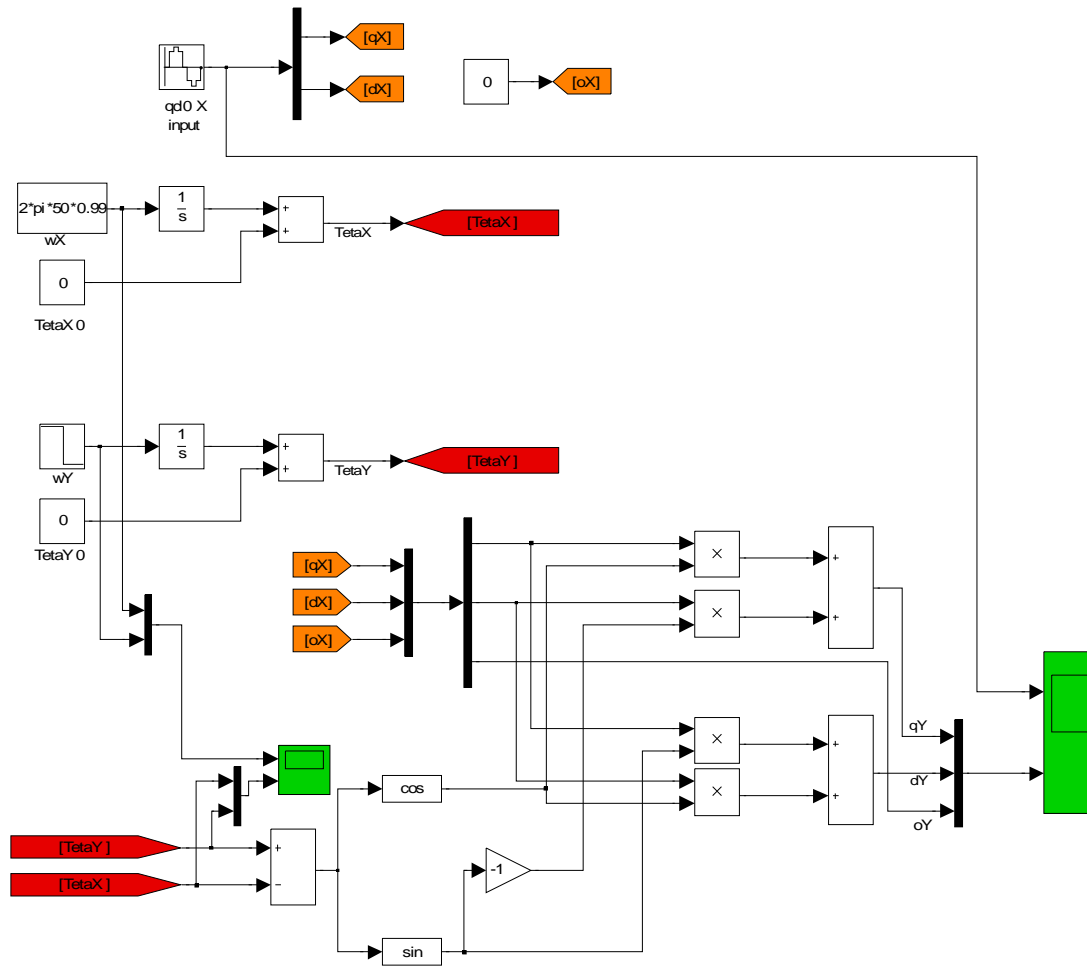 [qX]
[dX]
0
[oX]
qd0 X
input
2*pi*50*0.99
wX
1
s
+
+
TetaX
[TetaX]
0
TetaX 0
wY
1
s
+
+
TetaY
[TetaY]
0
TetaY 0
[qX]
[dX]
[oX]
×
×
+
+
×
×
+
+
qY
dY
oY
cos
[TetaY]
[TetaX]
+
−
-1
sin